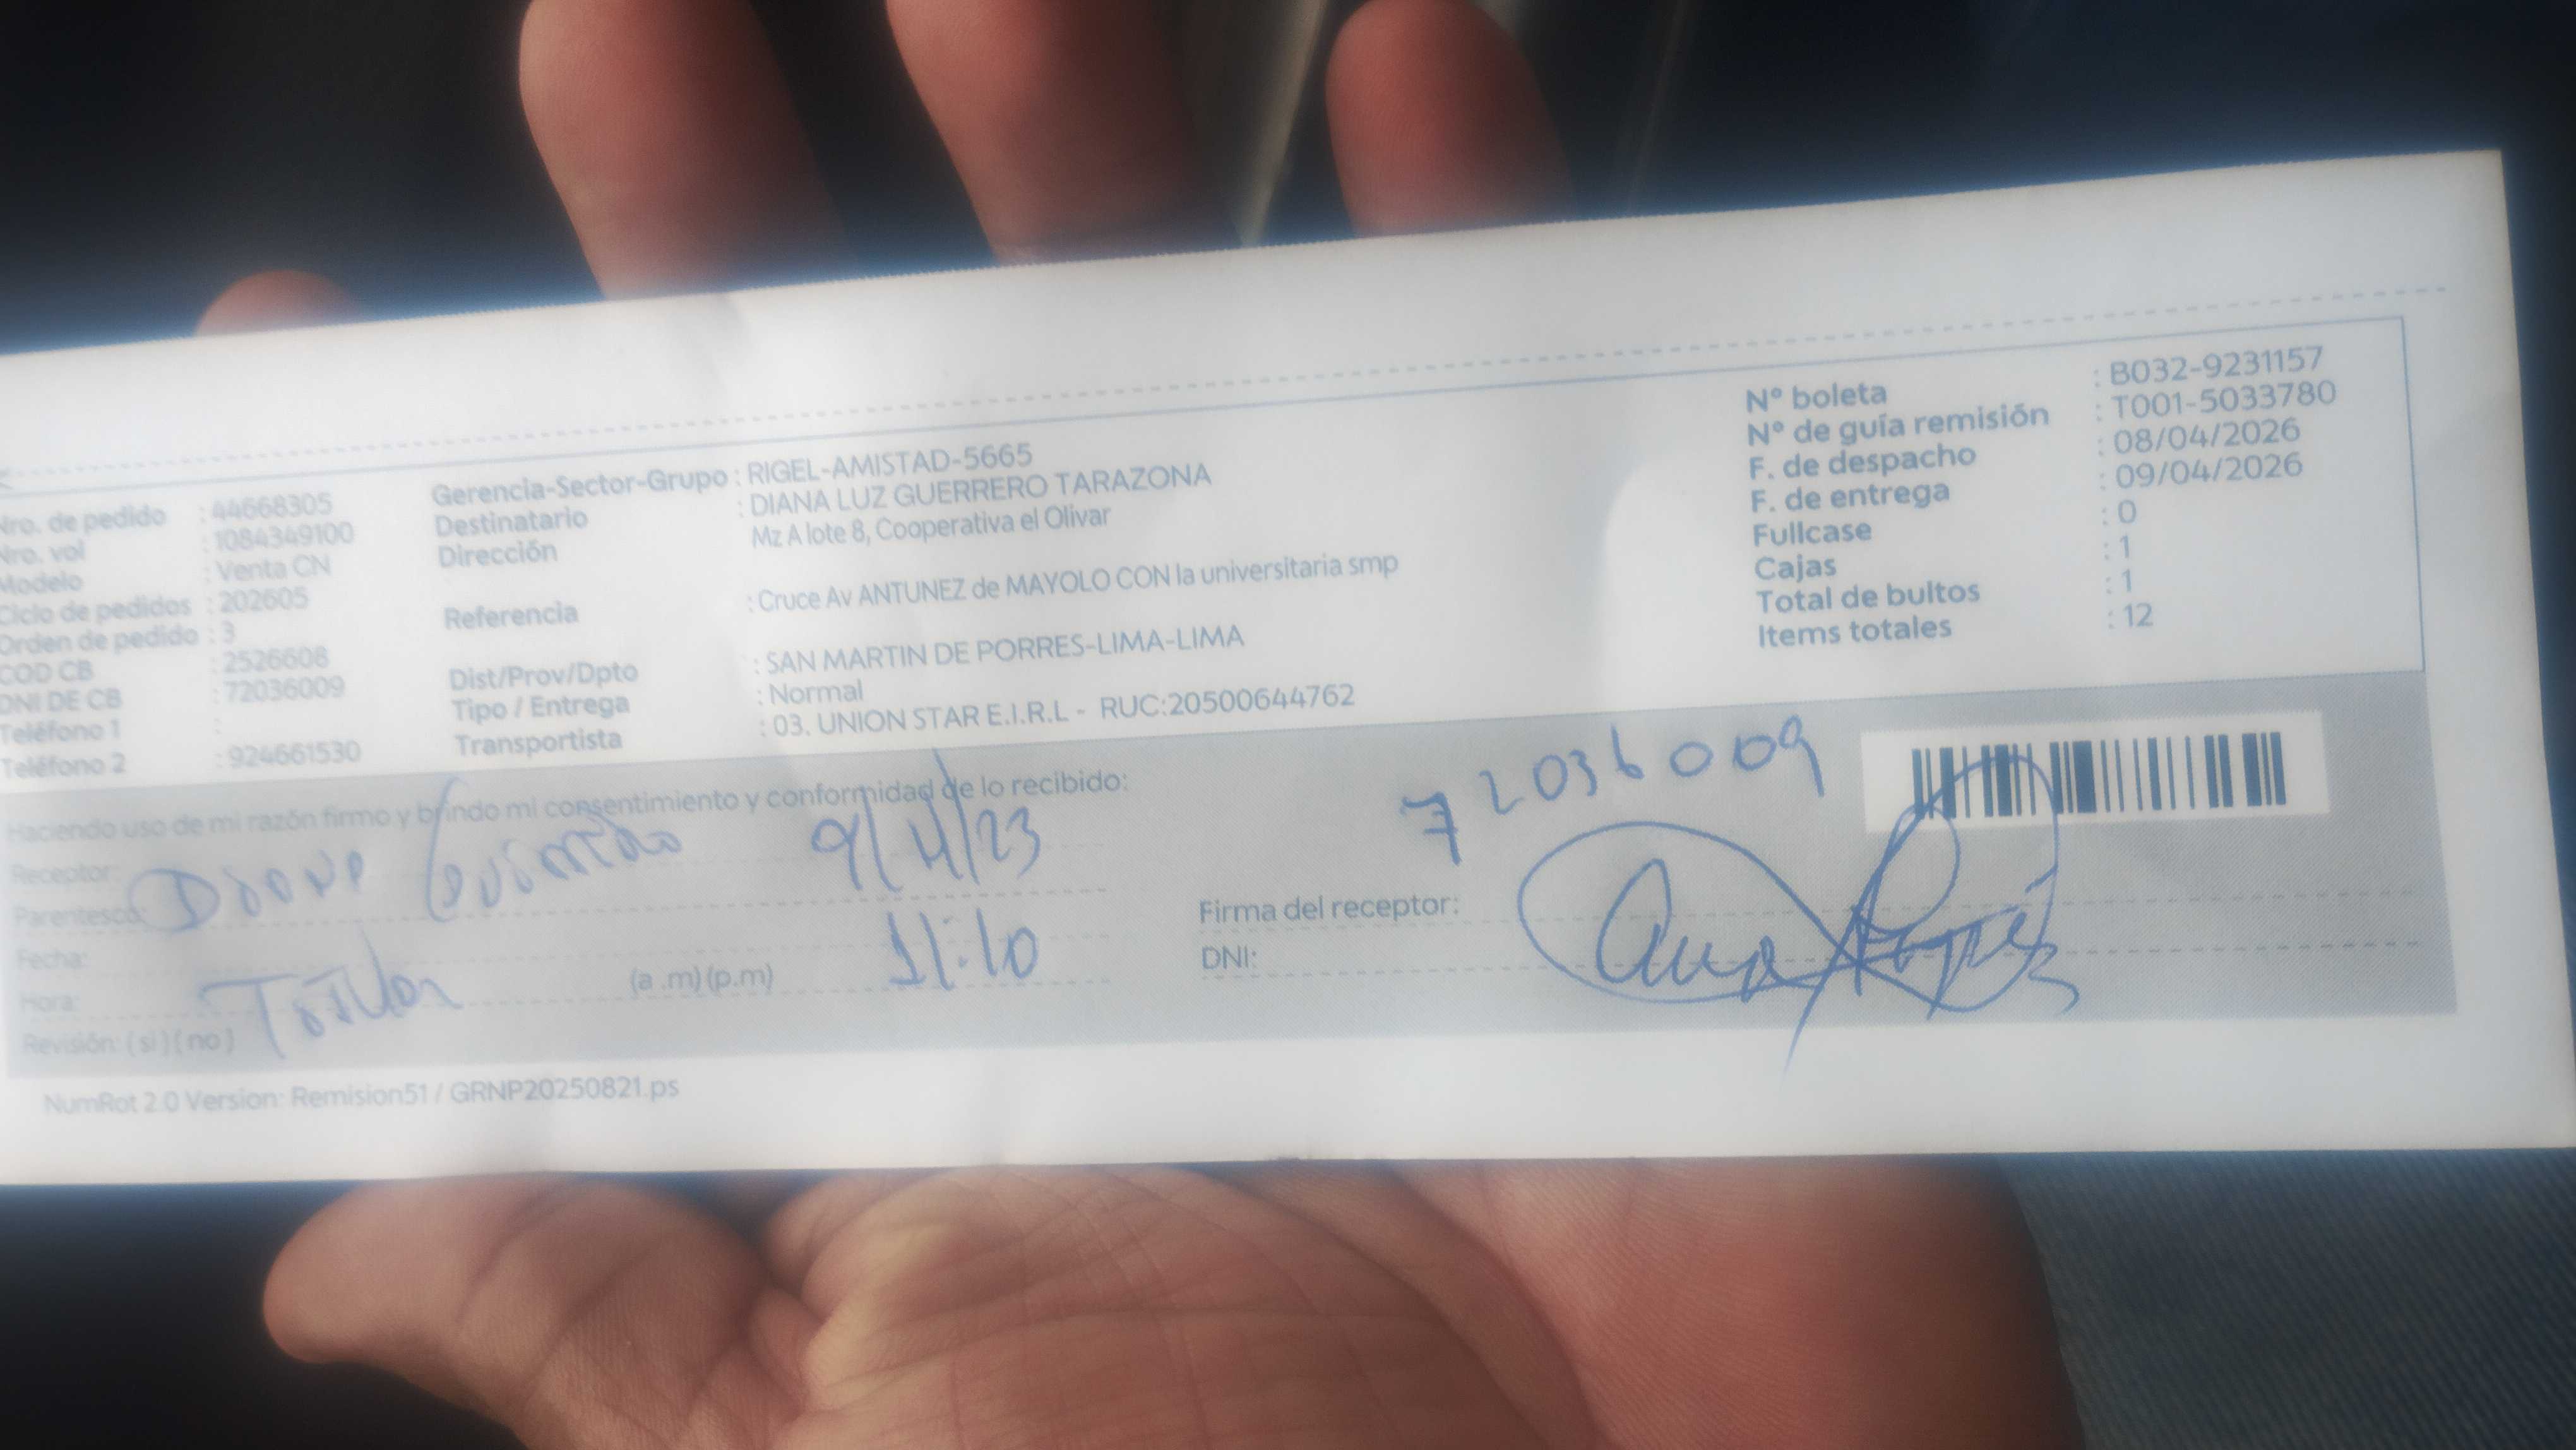 Nro. de pedido : 44668305
Nro. vol : 1084349100
Modelo : Venta CN
Ciclo de pedidos : 202605
Orden de pedido : 3
COD CB : 2526608
DNI DE CB : 72036009
Teléfono 1 :
Teléfono 2 : 924661530
Gerencia-Sector-Grupo : RIGEL-AMISTAD-5665
Destinatario : DIANA LUZ GUERRERO TARAZONA
Dirección Mz A lote 8, Cooperativa el Olivar
Referencia : Cruce Av ANTUNEZ de MAYOLO CON la universitaria smp
Dist/Prov/Dpto : SAN MARTIN DE PORRES-LIMA-LIMA
Tipo / Entrega : Normal
Transportista : 03. UNION STAR E.I.R.L - RUC:20500644762
Nº boleta : B032-9231157
Nº de guía remisión : T001-5033780
F. de despacho : 08/04/2026
F. de entrega : 09/04/2026
Fullcase : 0
Cajas : 1
Total de bultos : 1
Items totales : 12
Haciendo uso de mi razón firmo y brindo mi consentimiento y conformidad de lo recibido:
72036009
Receptor:
Parentesco:
Fecha:
Hora: (a .m) (p.m) 11:10
Revisión: ( si ) ( no )
Firma del receptor:
DNI:
NumRot 2.0 Version: Remision51 / GRNP20250821.ps